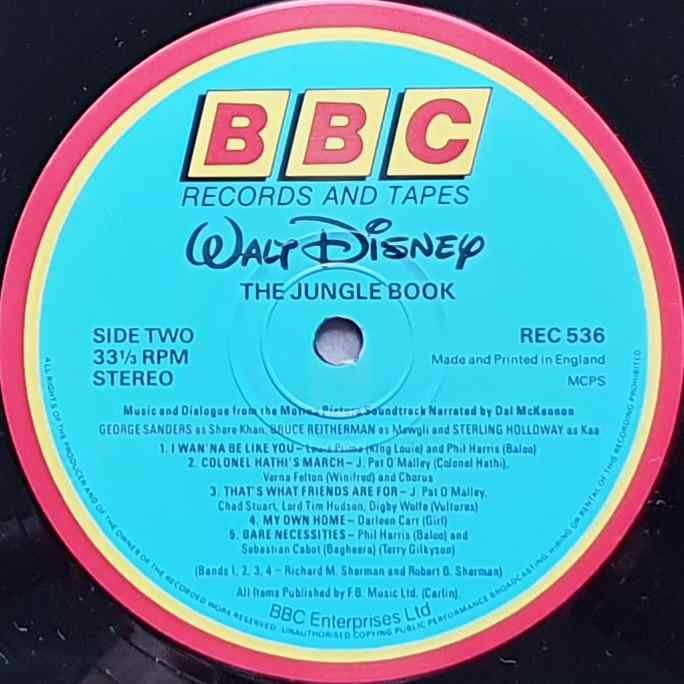 BBC
RECORDS AND TAPES
WALT DISNEY
THE JUNGLE BOOK
SIDE TWO
33⅓ RPM
STEREO
REC 536
Made and Printed in England
MCPS
Music and Dialogue from the Motion Picture Soundtrack Narrated by Dal McKennon
GEORGE SANDERS as Shere Khan, BRUCE REITHERMAN as Mowgli and STERLING HOLLOWAY as Kaa
1. I WAN'NA BE LIKE YOU – Louis Prima (King Louie) and Phil Harris (Baloo)
2. COLONEL HATHI'S MARCH – J. Pat O'Malley (Colonel Hathi),
Verna Felton (Winifred) and Chorus
3. THAT'S WHAT FRIENDS ARE FOR – J. Pat O'Malley,
Chad Stuart, Lord Tim Hudson, Digby Wolfe (Vultures)
4. MY OWN HOME – Darleen Carr (Girl)
5. BARE NECESSITIES – Phil Harris (Baloo) and
Sebastian Cabot (Bagheera) (Terry Gilkyson)
(Bands 1, 2, 3, 4 – Richard M. Sherman and Robert B. Sherman)
All Items Published by F.B. Music Ltd. (Carlin).
BBC Enterprises Ltd
ALL RIGHTS OF THE PRODUCER AND OF THE OWNER OF THE RECORDED WORK RESERVED. UNAUTHORISED COPYING PUBLIC PERFORMANCE BROADCASTING, HIRING OR RENTAL OF THIS RECORD PROHIBITED